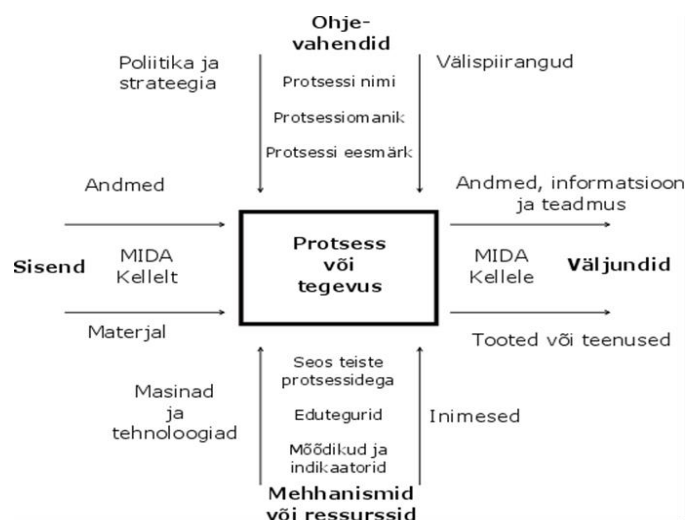 Ohje-
vahendid
Poliitika ja
strateegia
Protsessi nimi
Protsessiomanik
Protsessi eesmärk
Välispiirangud
Andmed
Andmed, informatsioon
ja teadmus
Sisend
MIDA
Kellelt
Protsess
või
tegevus
MIDA
Kellele
Väljundid
Materjal
Tooted või teenused
Masinad
ja
tehnoloogiad
Seos teiste
protsessidega
Edutegurid
Mõõdikud ja
indikaatorid
Inimesed
Mehhanismid
või ressurssid